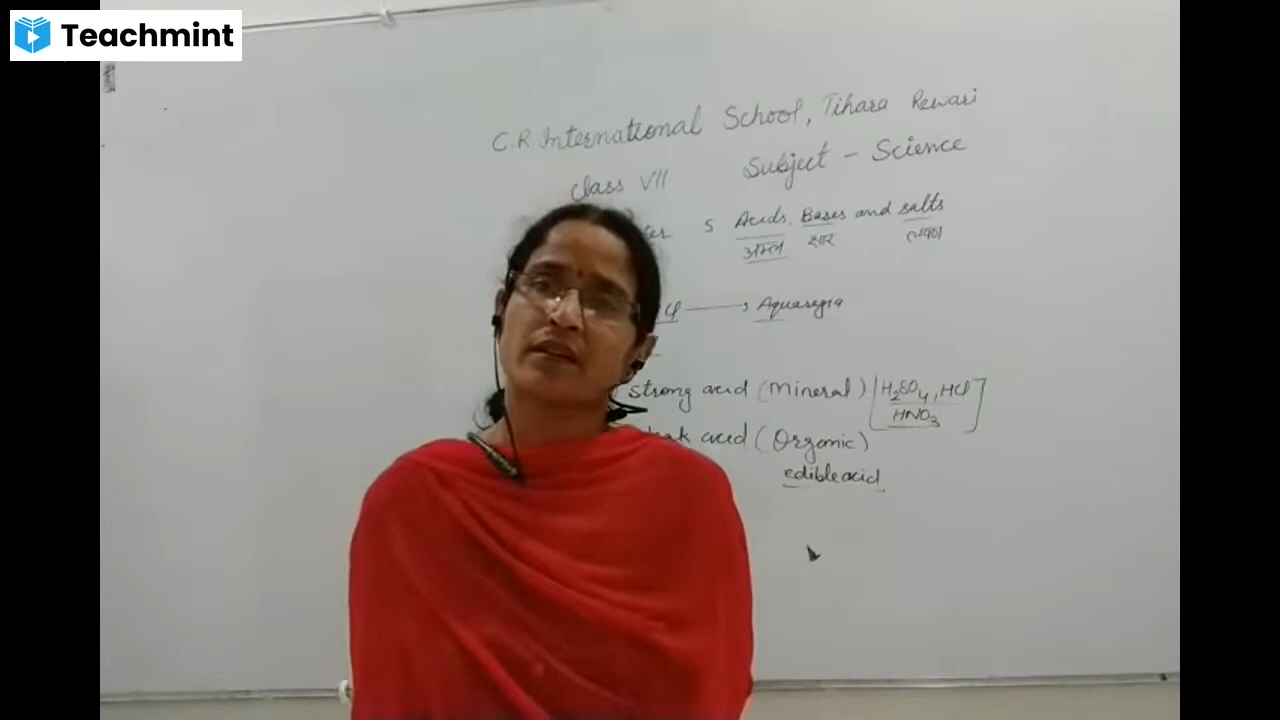 Teachmint
C.R. International School, Tihara Rewari
Class VII Subject - Science
5 Acids, Bases and salts
अम्ल क्षार
Aquaregia
strong acid (Mineral) [H₂SO₄, HCl
HNO₃]
acid (Organic)
edible acid